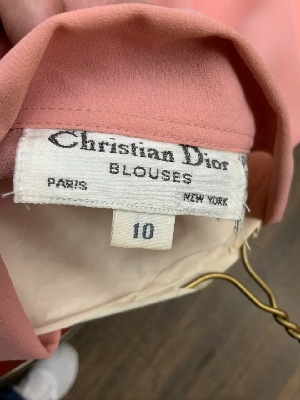 Christian Dior
BLOUSES
PARIS NEW YORK
10